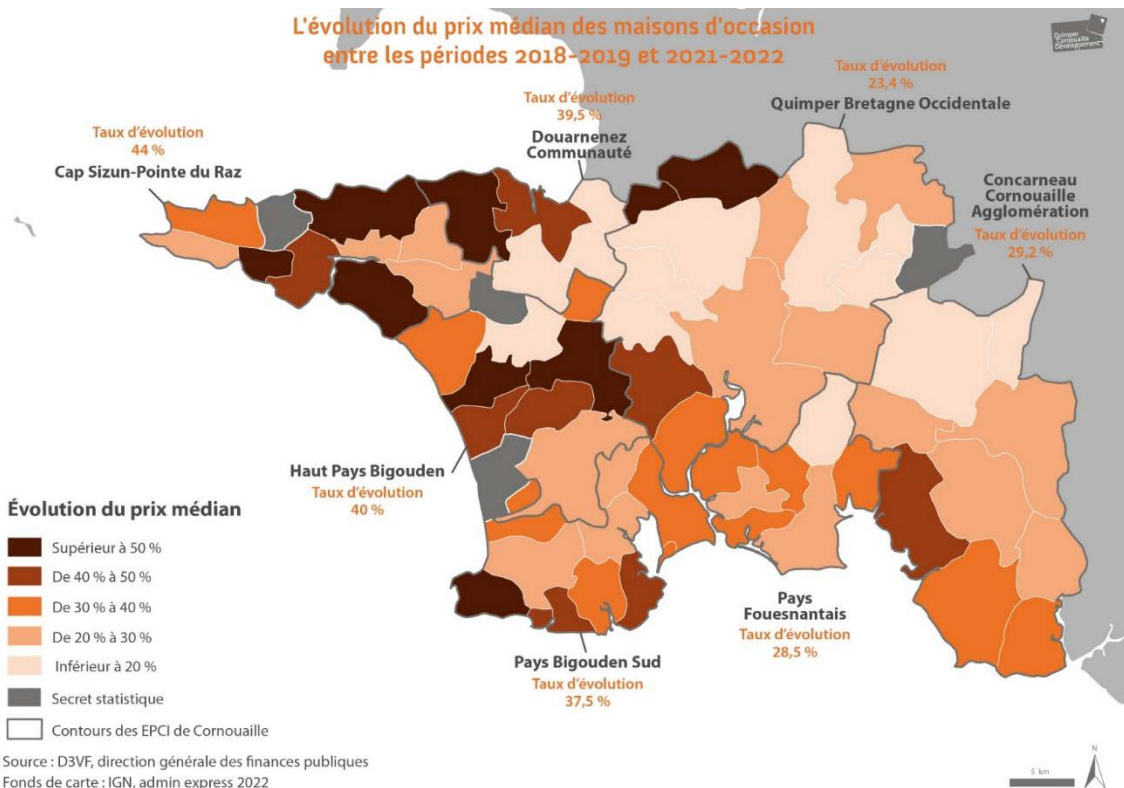 L'évolution du prix médian des maisons d'occasion
entre les périodes 2018-2019 et 2021-2022
Quimper
Cornouaille
Développement
Taux d'évolution
23,4 %
Quimper Bretagne Occidentale
Taux d'évolution
39,5 %
Douarnenez
Communauté
Taux d'évolution
44 %
Cap Sizun-Pointe du Raz
Concarneau
Cornouaille
Agglomération
Taux d'évolution
29,2 %
Haut Pays Bigouden
Taux d'évolution
40 %
Pays
Fouesnantais
Taux d'évolution
28,5 %
Pays Bigouden Sud
Taux d'évolution
37,5 %
Évolution du prix médian
Supérieur à 50 %
De 40 % à 50 %
De 30 % à 40 %
De 20 % à 30 %
Inférieur à 20 %
Secret statistique
Contours des EPCI de Cornouaille
Source : D3VF, direction générale des finances publiques
Fonds de carte : IGN, admin express 2022
5 km
N